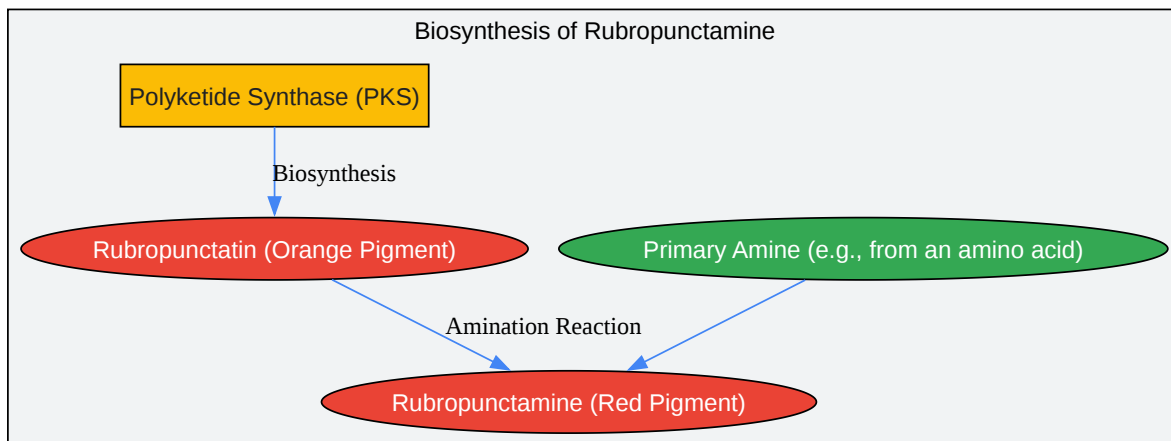 Biosynthesis of Rubropunctamine
Polyketide Synthase (PKS)
Biosynthesis
Rubropunctatin (Orange Pigment)
Primary Amine (e.g., from an amino acid)
Amination Reaction
Rubropunctamine (Red Pigment)